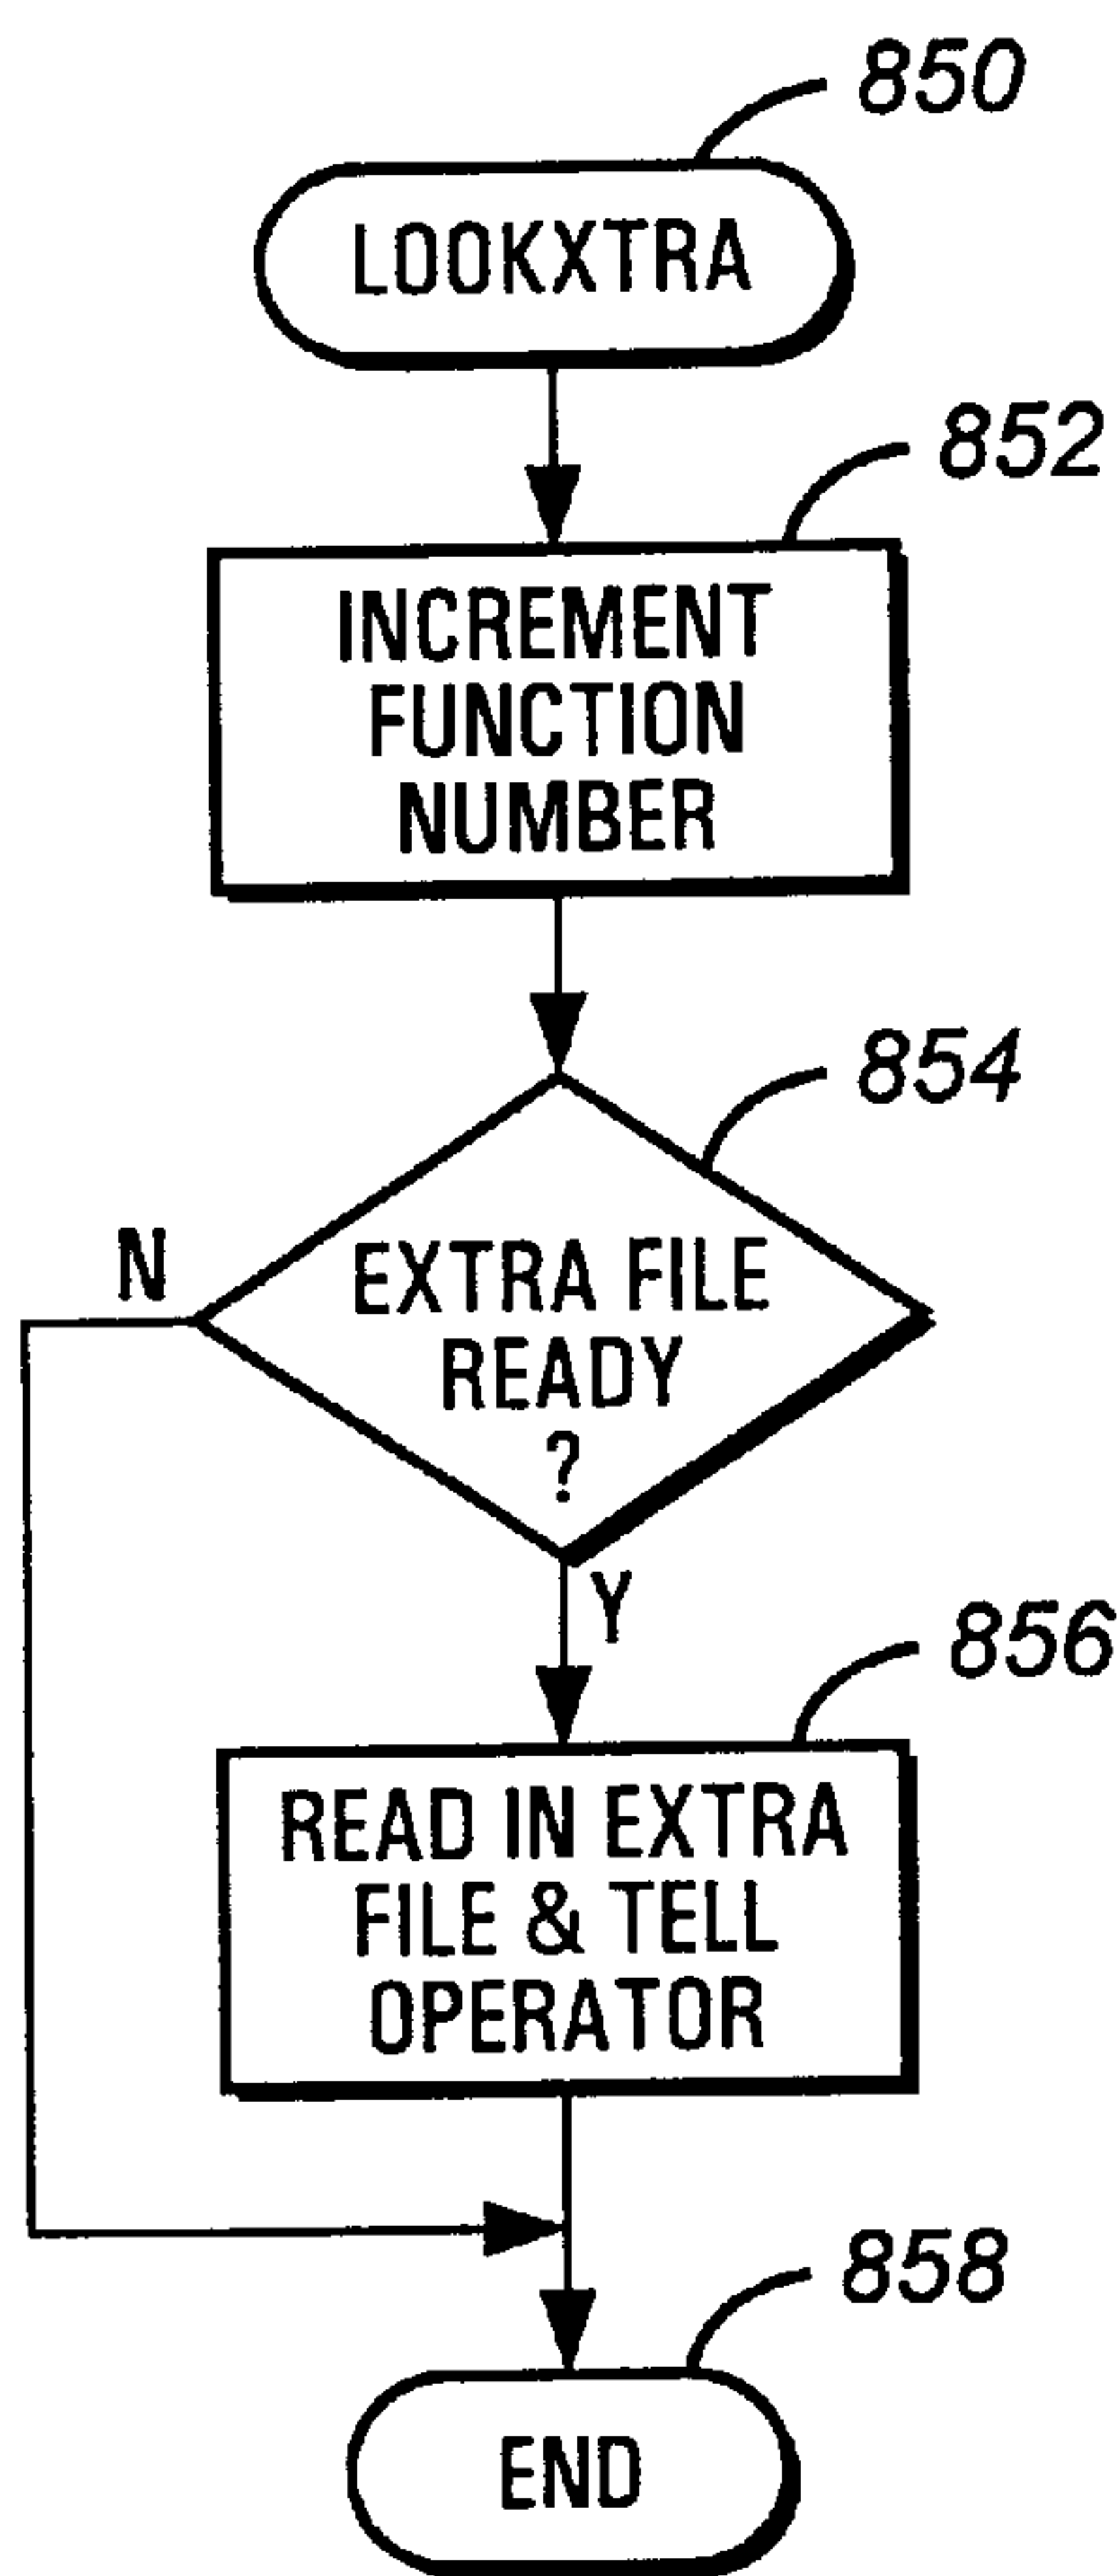 850
LOOKXTRA
852
INCREMENT
FUNCTION
NUMBER
854
N
EXTRA FILE
READY
?
Y
856
READ IN EXTRA
FILE & TELL
OPERATOR
858
END